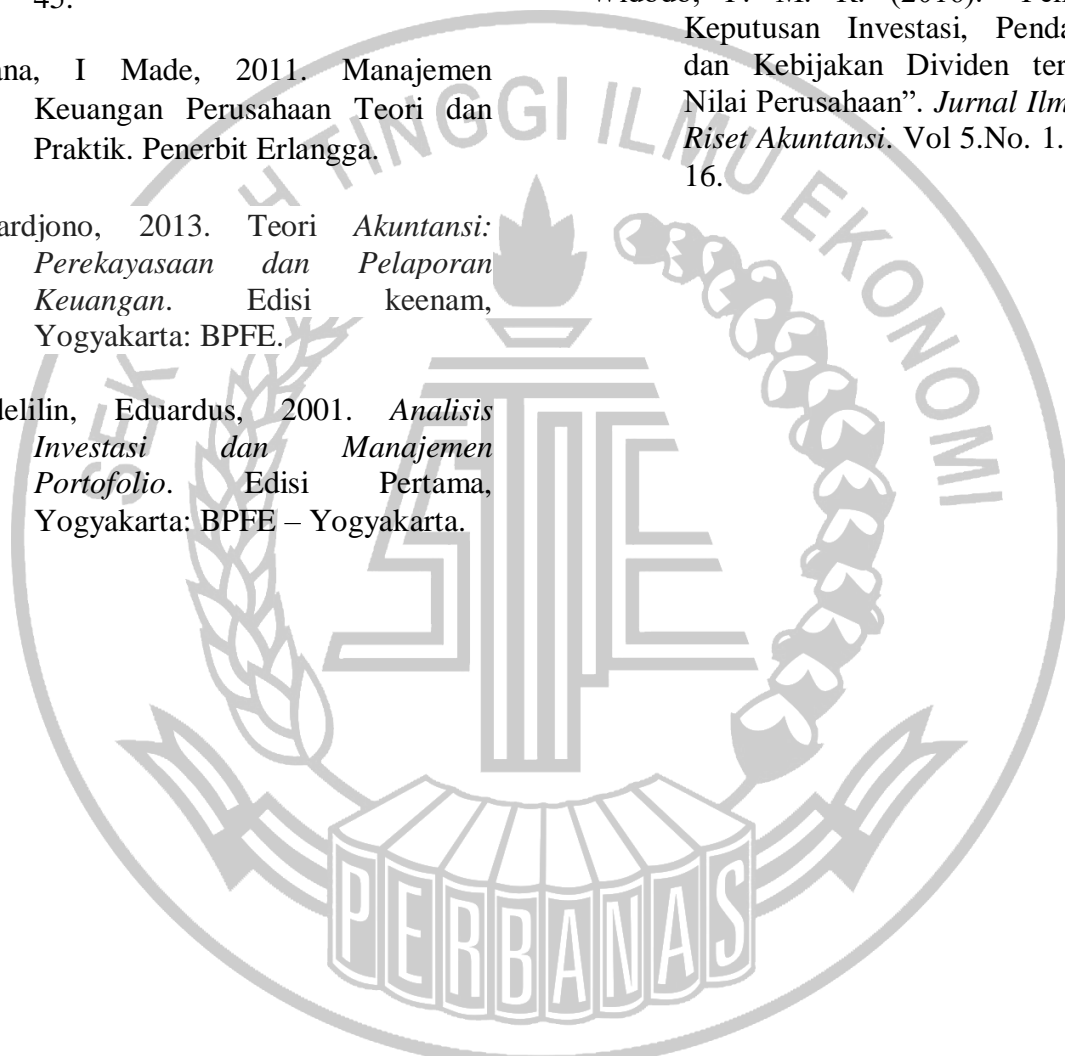 ana, I Made, 2011. Manajemen
Keuangan Perusahaan Teori dan
Praktik. Penerbit Erlangga.
ardjono, 2013. Teori Akuntansi:
Perekayasaan dan Pelaporan
Keuangan. Edisi keenam,
Yogyakarta: BPFE.
delilin, Eduardus, 2001. Analisis
Investasi dan Manajemen
Portofolio. Edisi Pertama,
Yogyakarta: BPFE – Yogyakarta.
Keputusan Investasi, Penda
dan Kebijakan Dividen ter
Nilai Perusahaan”. Jurnal Ilm
Riset Akuntansi. Vol 5.No. 1.
16.
SEK H TINGGI ILMU EKONOMI
STIE
PERBANAS